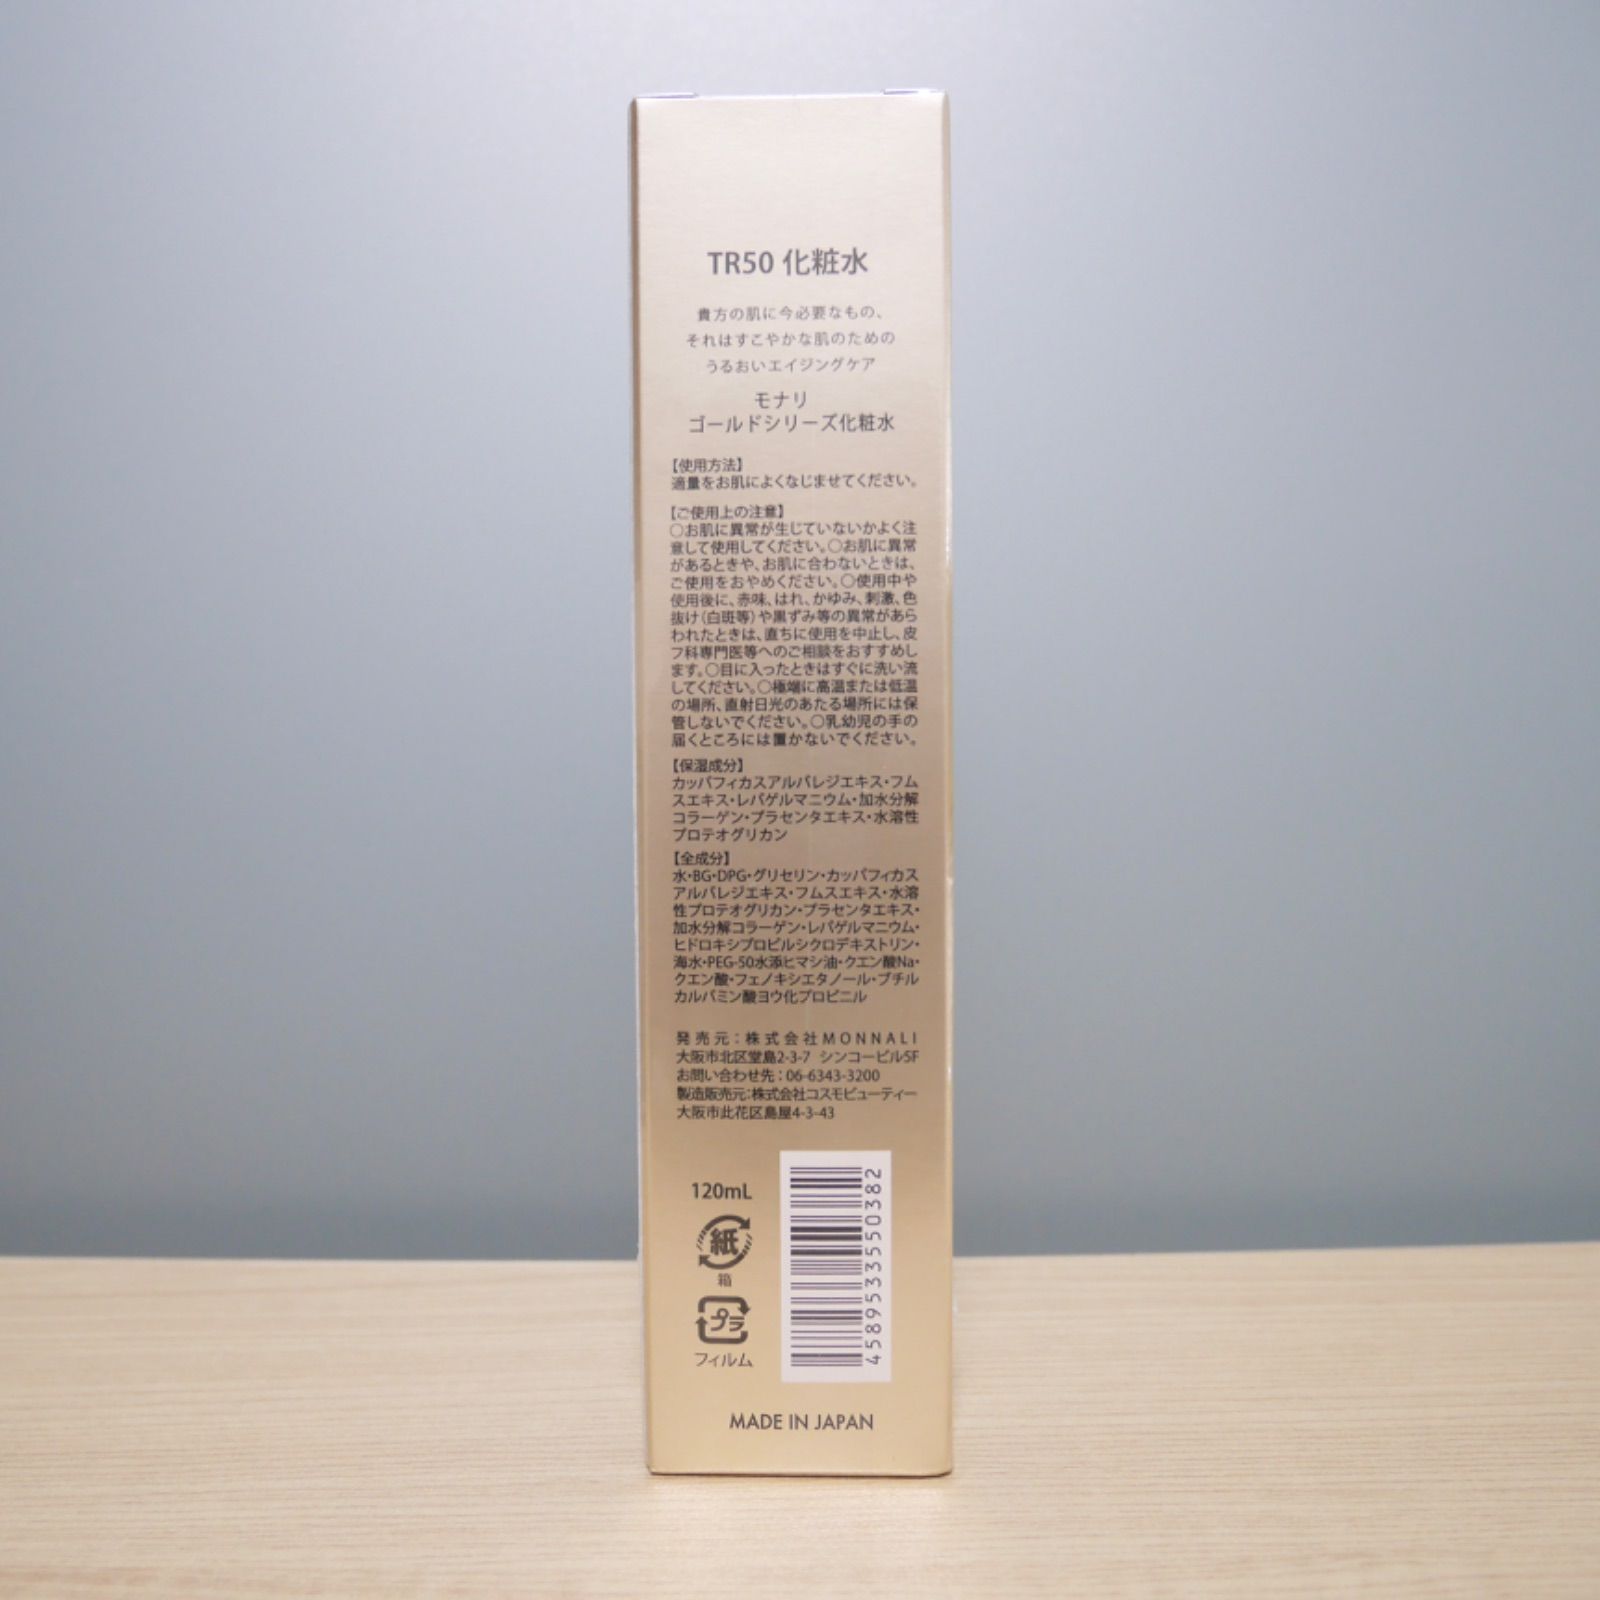 TR50 化粧水
貴方の肌に今必要なもの、
それはすこやかな肌のための
うるおいエイジングケア
モナリ
ゴールドシリーズ化粧水
【使用方法】
適量をお肌によくなじませてください。
【ご使用上の注意】
○お肌に異常が生じていないかよく注
意して使用してください。○お肌に異常
があるときや、お肌に合わないときは、
ご使用をおやめください。○使用中や
使用後に、赤味、はれ、かゆみ、刺激、色
抜け(白斑等)や黒ずみ等の異常があら
われたときは、直ちに使用を中止し、皮
フ科専門医等へのご相談をおすすめし
ます。○目に入ったときはすぐに洗い流
してください。○極端に高温または低温
の場所、直射日光のあたる場所には保
管しないでください。○乳幼児の手の
届くところには置かないでください。
【保湿成分】
カッパフィカスアルバレジエキス・フム
スエキス・レパゲルマニウム・加水分解
コラーゲン・プラセンタエキス・水溶性
プロテオグリカン
【全成分】
水・BG・DPG・グリセリン・カッパフィカス
アルバレジエキス・フムスエキス・水溶
性プロテオグリカン・プラセンタエキス・
加水分解コラーゲン・レパゲルマニウム・
ヒドロキシプロピルシクロデキストリン・
海水・PEG-50水添ヒマシ油・クエン酸Na・
クエン酸・フェノキシエタノール・ブチル
カルバミン酸ヨウ化プロピニル
発売元：株式会社MONNALI
大阪市北区堂島2-3-7 シンコービル5F
お問い合わせ先：06-6343-3200
製造販売元：株式会社コスモビューティー
大阪市此花区島屋4-3-43
120mL
紙
箱
プラ
フィルム
4589533550382
MADE IN JAPAN